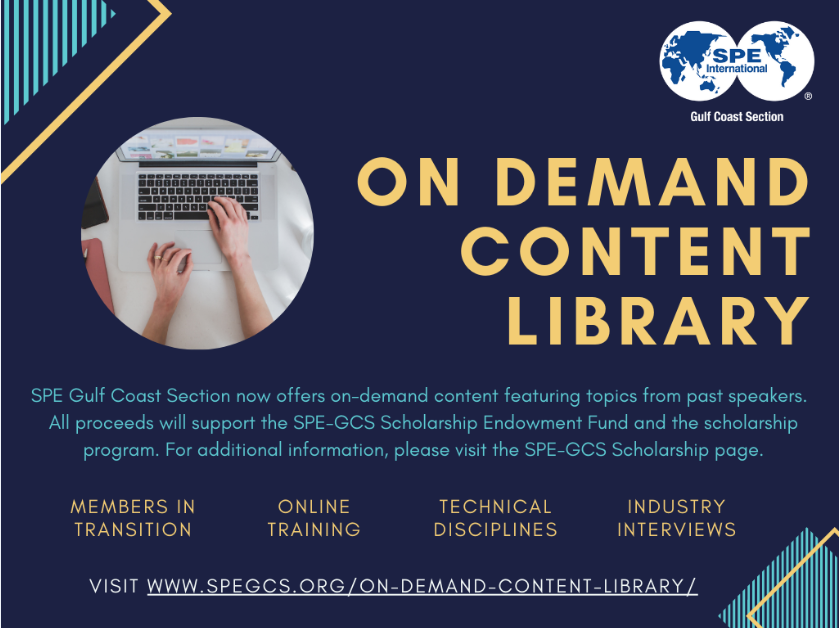 SPE
International
®
Gulf Coast Section
ON DEMAND
CONTENT
LIBRARY
SPE Gulf Coast Section now offers on-demand content featuring topics from past speakers.
All proceeds will support the SPE-GCS Scholarship Endowment Fund and the scholarship
program. For additional information, please visit the SPE-GCS Scholarship page.
MEMBERS IN
TRANSITION
ONLINE
TRAINING
TECHNICAL
DISCIPLINES
INDUSTRY
INTERVIEWS
VISIT WWW.SPEGCS.ORG/ON-DEMAND-CONTENT-LIBRARY/